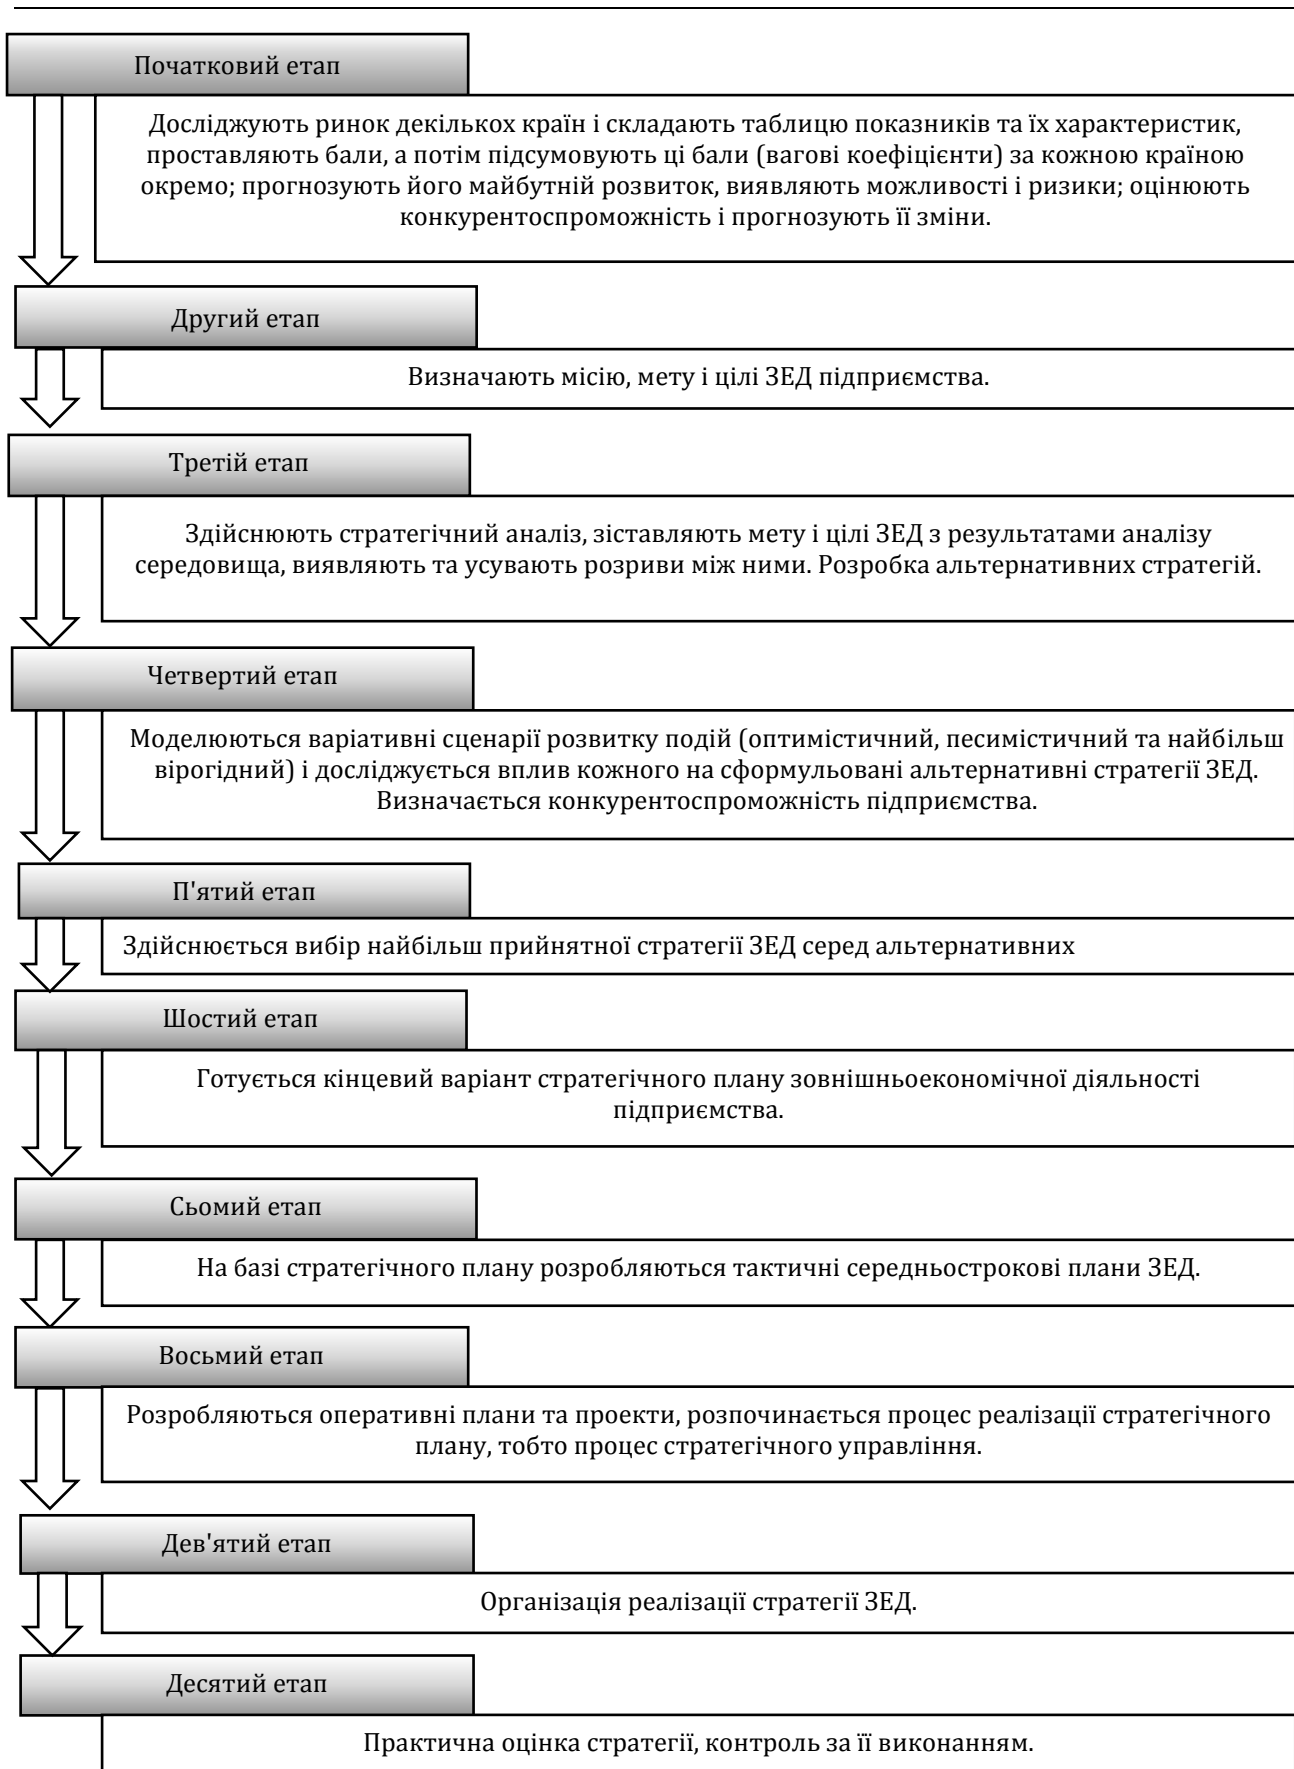 Початковий етап
Досліджують ринок декількох країн і складають таблицю показників та їх характеристик,
проставляють бали, а потім підсумовують ці бали (вагові коефіцієнти) за кожною країною
окремо; прогнозують його майбутній розвиток, виявляють можливості і ризики; оцінюють
конкурентоспроможність і прогнозують її зміни.
Другий етап
Визначають місію, мету і цілі ЗЕД підприємства.
Третій етап
Здійснюють стратегічний аналіз, зіставляють мету і цілі ЗЕД з результатами аналізу
середовища, виявляють та усувають розриви між ними. Розробка альтернативних стратегій.
Четвертий етап
Моделюються варіативні сценарії розвитку подій (оптимістичний, песимістичний та найбільш
вірогідний) і досліджується вплив кожного на сформульовані альтернативні стратегії ЗЕД.
Визначається конкурентоспроможність підприємства.
П'ятий етап
Здійснюється вибір найбільш прийнятної стратегії ЗЕД серед альтернативних
Шостий етап
Готується кінцевий варіант стратегічного плану зовнішньоекономічної діяльності
підприємства.
Сьомий етап
На базі стратегічного плану розробляються тактичні середньострокові плани ЗЕД.
Восьмий етап
Розробляються оперативні плани та проекти, розпочинається процес реалізації стратегічного
плану, тобто процес стратегічного управління.
Дев'ятий етап
Організація реалізації стратегії ЗЕД.
Десятий етап
Практична оцінка стратегії, контроль за її виконанням.